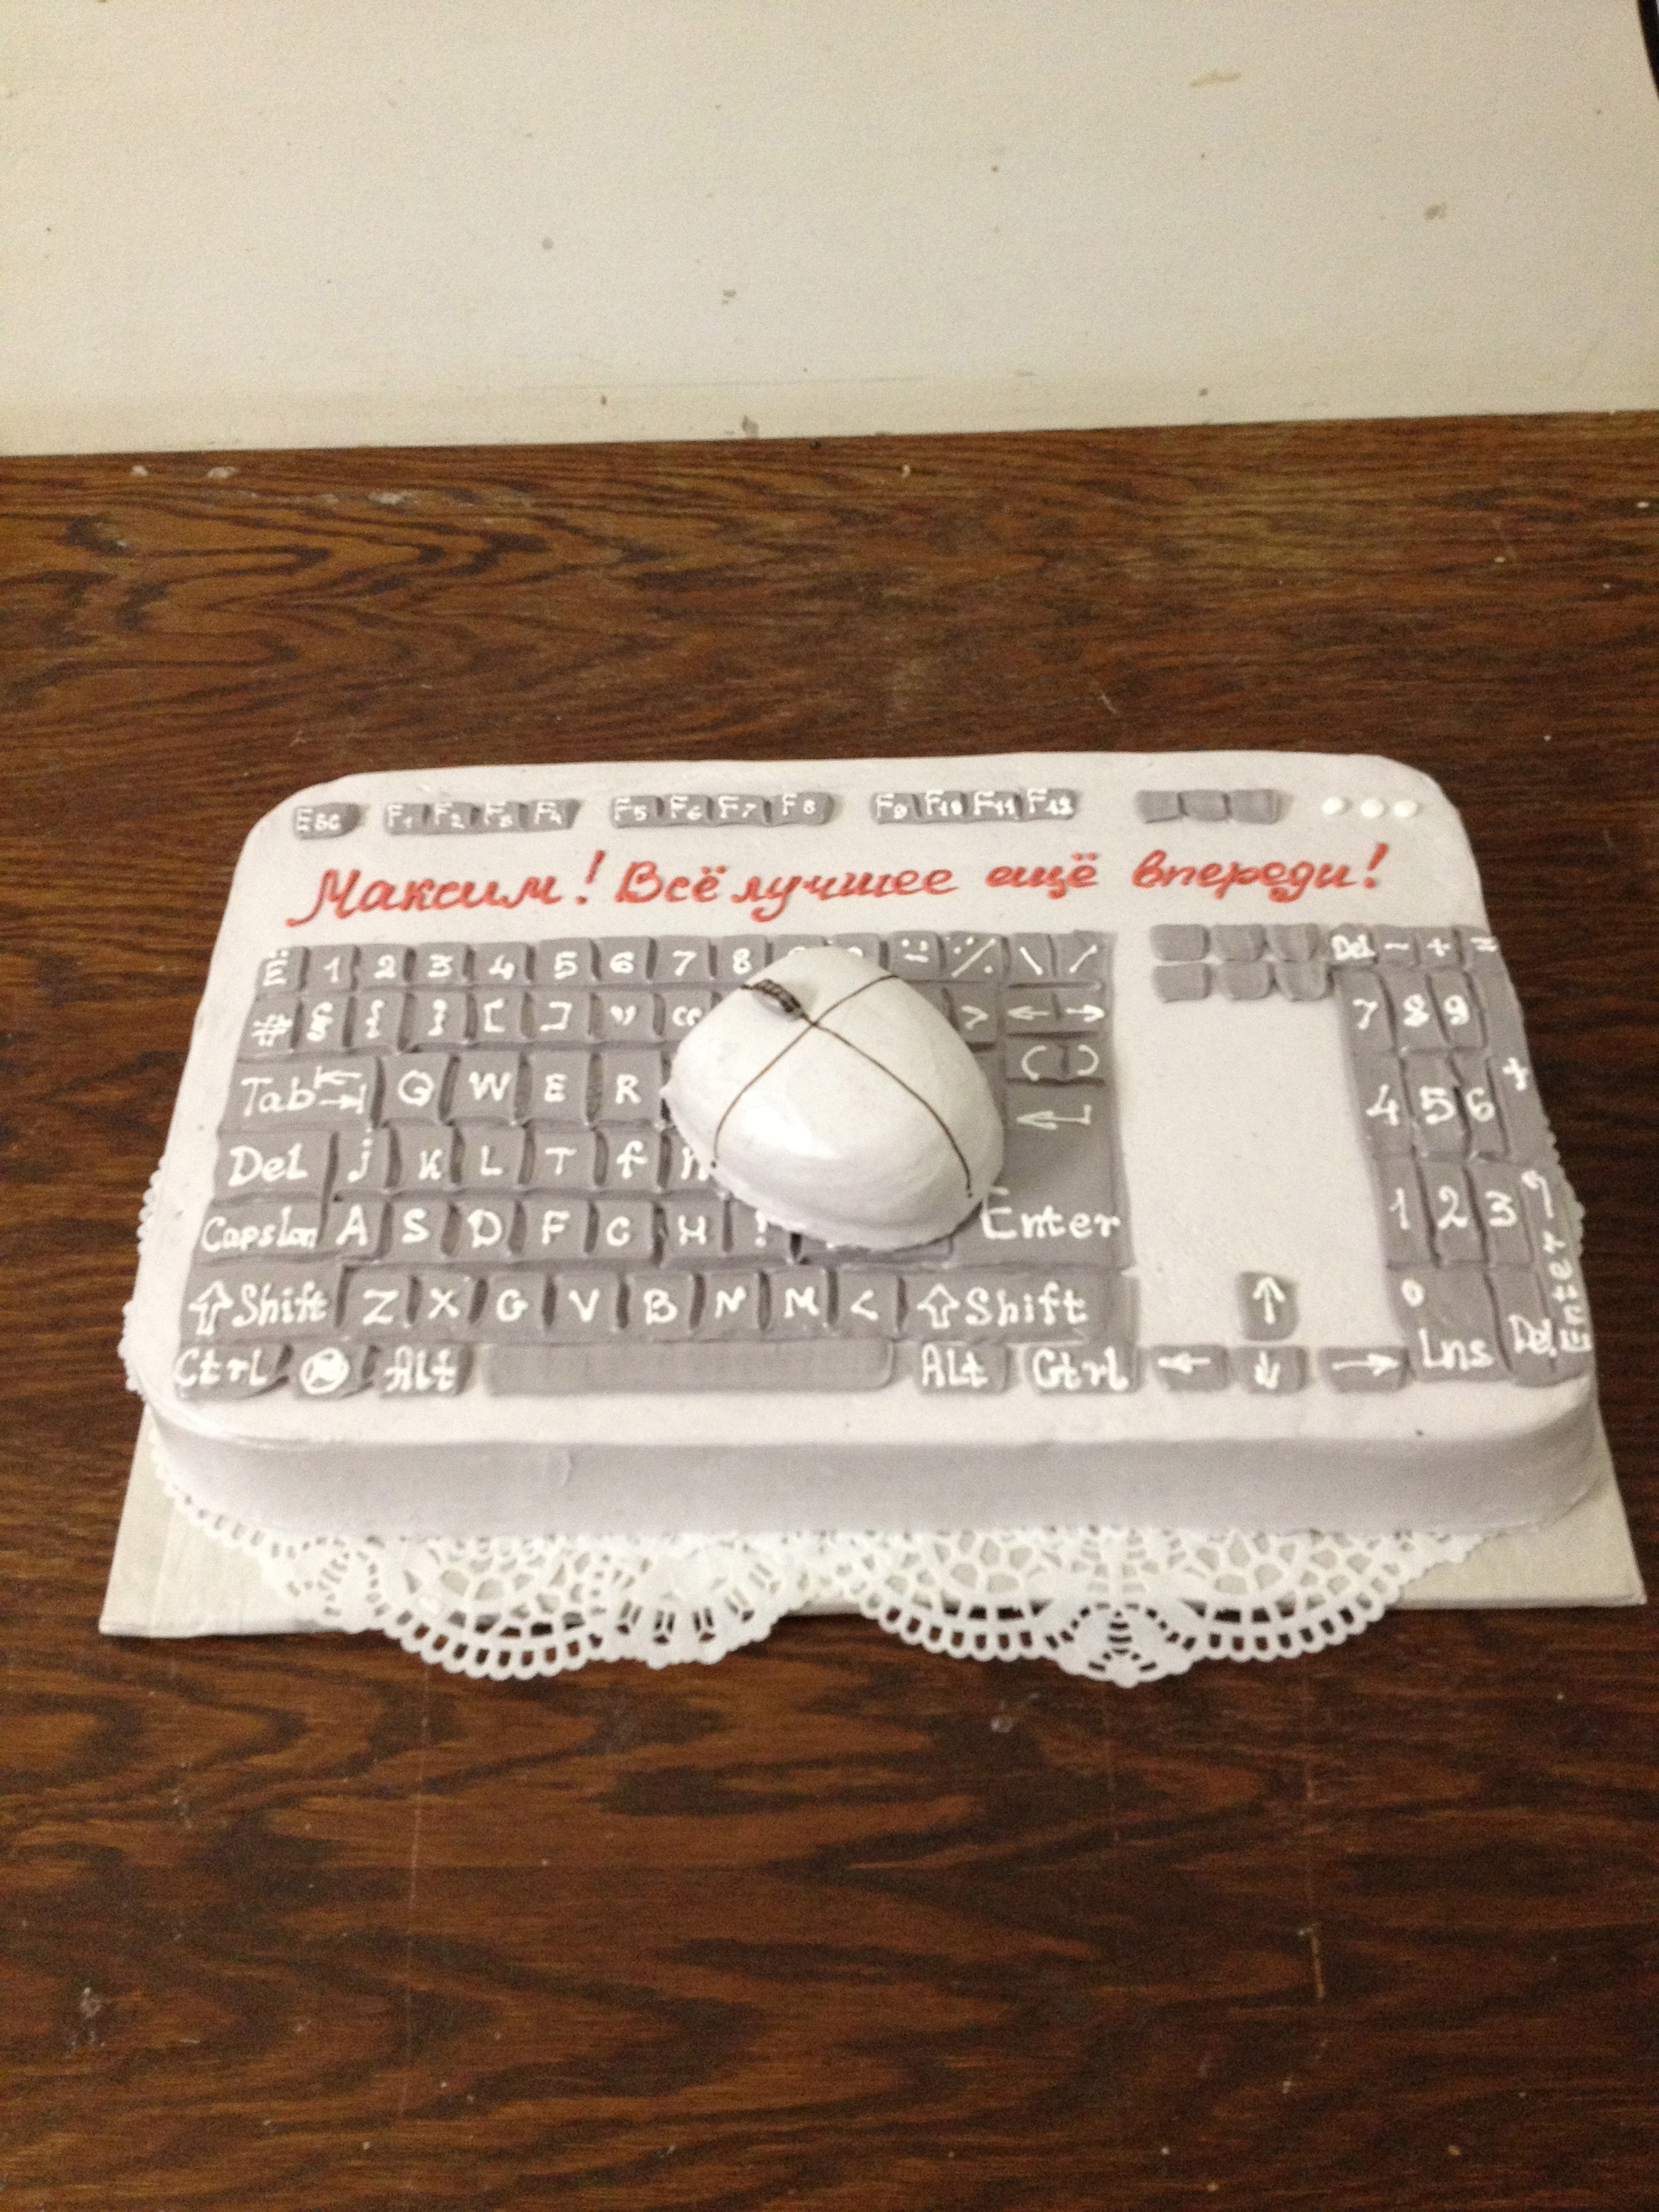 Esc F1 F2 F3 F4 F5 F6 F7 F8 F9 F10 F11 F12
Максим! Всё лучшее ещё впереди!
Ё 1 2 3 4 5 6 7 8 \ / Del - + =
# { } [ ] " “ > ← → 7 8 9
Tab Q W E R ( ) 4 5 6 +
Del j K L T f
Capslon A S D F G H ! Enter 1 2 3
⇧Shift Z X G V B N M < ⇧Shift ↑ 0
Ctrl Alt Alt Ctrl ← ↓ → Lns Del Enter